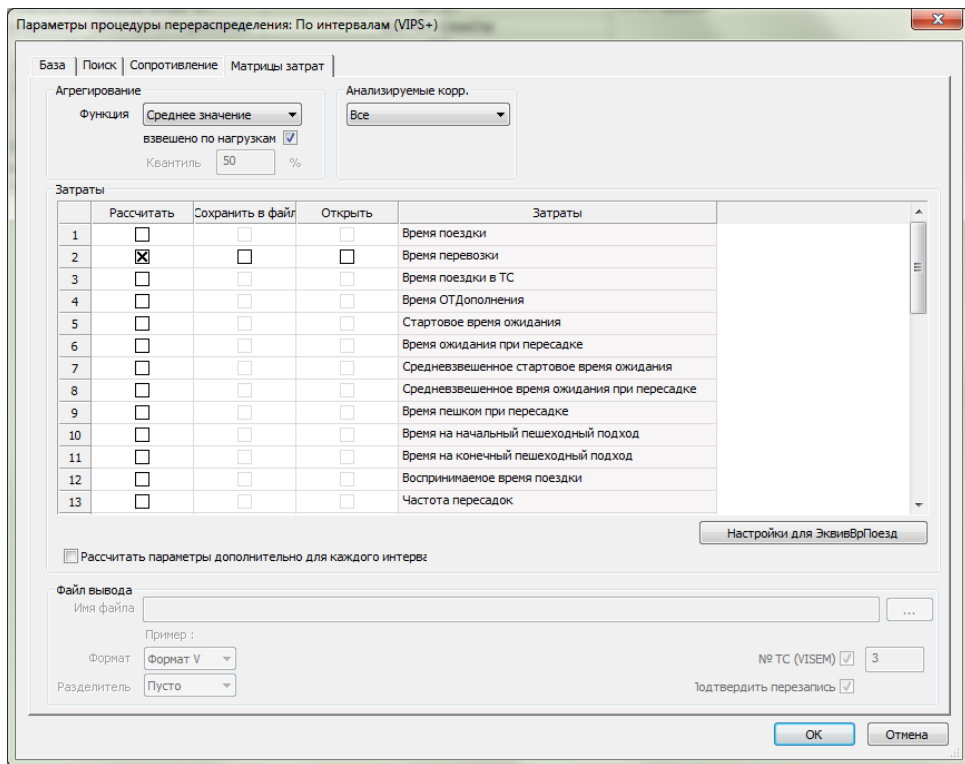 Параметры процедуры перераспределения: По интервалам (VIPS+)
База Поиск Сопротивление Матрицы затрат
Агрегирование
Функция Среднее значение
взвешено по нагрузкам
Квантиль 50 %
Анализируемые корр.
Все
Затраты
Рассчитать Сохранить в файл Открыть Затраты
1 Время поездки
2 Время перевозки
3 Время поездки в ТС
4 Время ОТДополнения
5 Стартовое время ожидания
6 Время ожидания при пересадке
7 Средневзвешенное стартовое время ожидания
8 Средневзвешенное время ожидания при пересадке
9 Время пешком при пересадке
10 Время на начальный пешеходный подход
11 Время на конечный пешеходный подход
12 Воспринимаемое время поездки
13 Частота пересадок
Настройки для ЭквивВрПоезд
Рассчитать параметры дополнительно для каждого интерва
Файл вывода
Имя файла ...
Пример :
Формат Формат V № ТС (VISEM) 3
Разделитель Пусто Подтвердить перезапись
OK Отмена